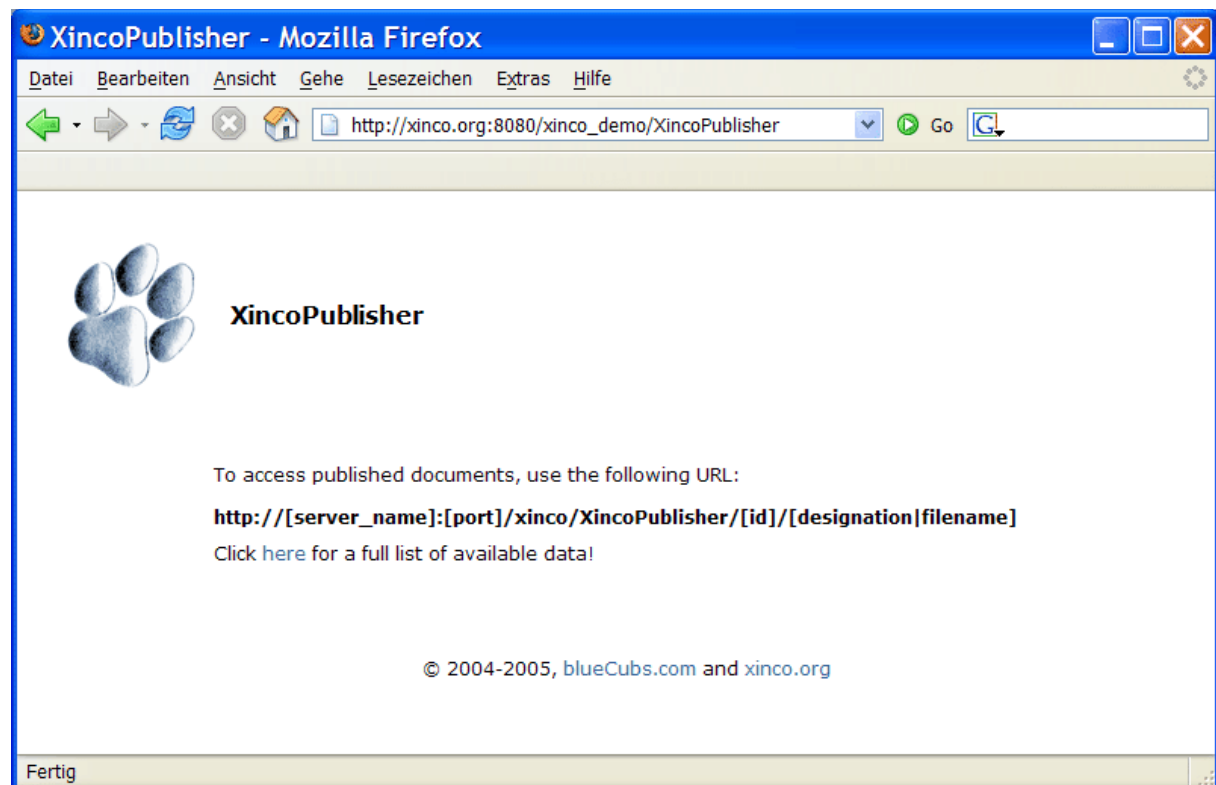 XincoPublisher - Mozilla Firefox
Datei Bearbeiten Ansicht Gehe Lesezeichen Extras Hilfe
http://xinco.org:8080/xinco_demo/XincoPublisher Go G
XincoPublisher
To access published documents, use the following URL:
http://[server_name]:[port]/xinco/XincoPublisher/[id]/[designation|filename]
Click here for a full list of available data!
© 2004-2005, blueCubs.com and xinco.org
Fertig